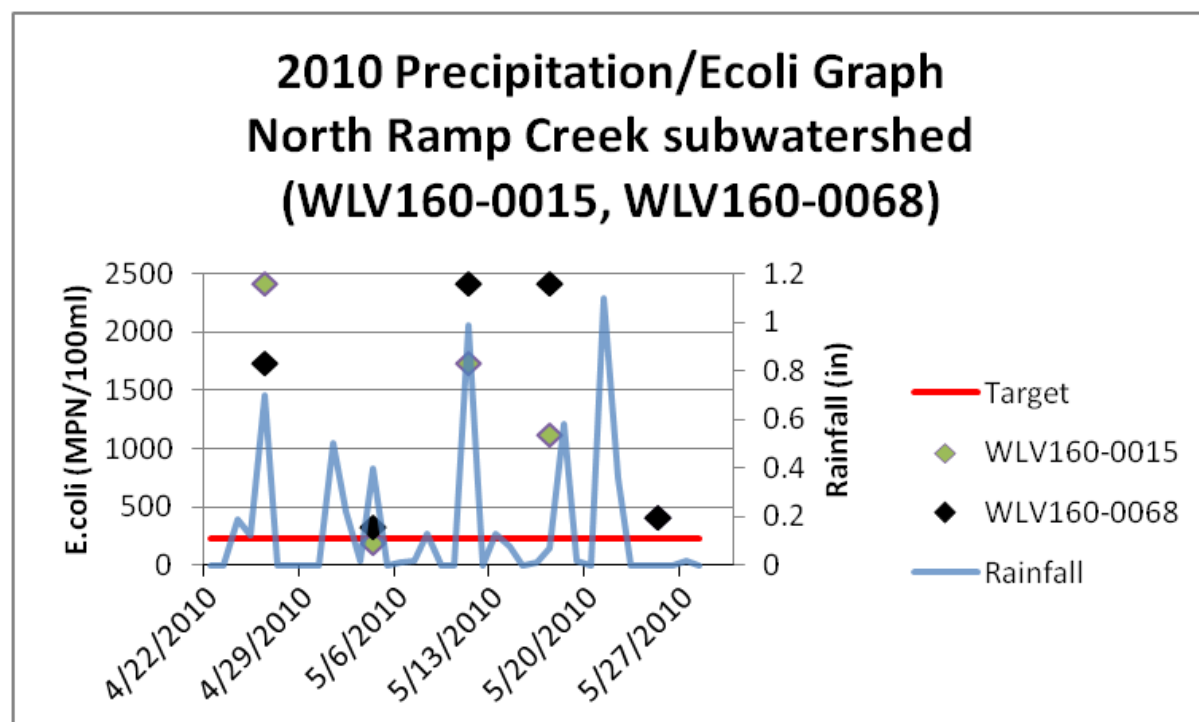 2010 Precipitation/Ecoli Graph
North Ramp Creek subwatershed
(WLV160-0015, WLV160-0068)
E.coli (MPN/100ml)
2500
2000
1500
1000
500
0
1.2
1
0.8
0.6
0.4
0.2
0
Rainfall (in)
4/22/2010
4/29/2010
5/6/2010
5/13/2010
5/20/2010
5/27/2010
Target
WLV160-0015
WLV160-0068
Rainfall